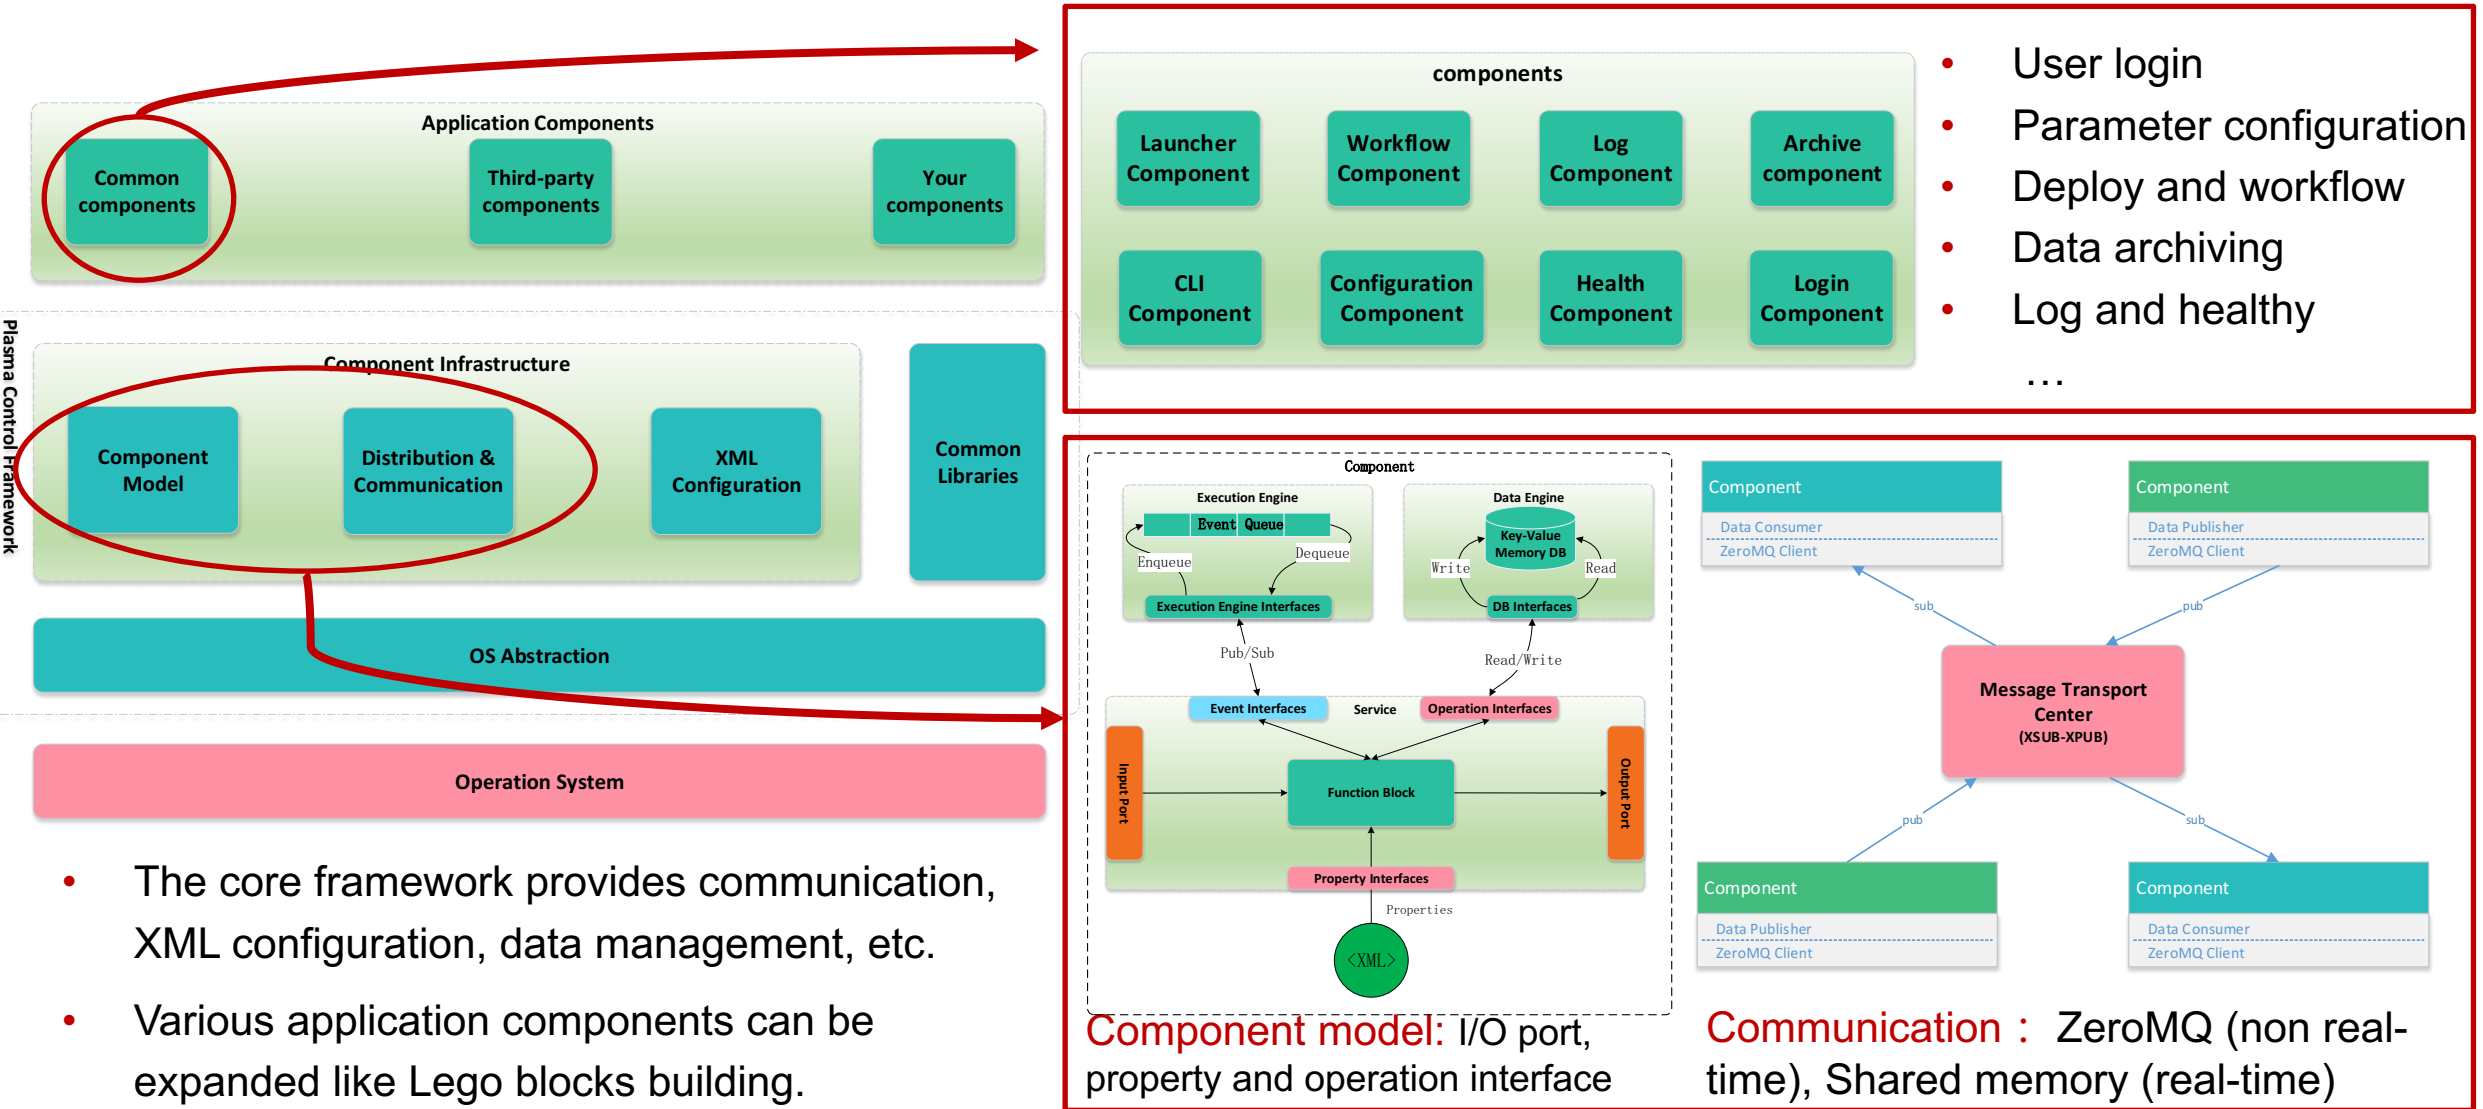 Application Components
Common
components
Third-party
components
Your
components
Plasma Control Framework
Component Infrastructure
Component
Model
Distribution &
Communication
XML
Configuration
Common
Libraries
OS Abstraction
Operation System
• The core framework provides communication,
XML configuration, data management, etc.
• Various application components can be
expanded like Lego blocks building.
components
Launcher
Component
Workflow
Component
Log
Component
Archive
component
CLI
Component
Configuration
Component
Health
Component
Login
Component
• User login
• Parameter configuration
• Deploy and workflow
• Data archiving
• Log and healthy
…
Component
Execution Engine
Event Queue
Enqueue
Dequeue
Execution Engine Interfaces
Data Engine
Key-Value
Memory DB
Write
Read
DB Interfaces
Pub/Sub
Read/Write
Event Interfaces
Service
Operation Interfaces
Input Port
Function Block
Output Port
Property Interfaces
Properties
<XML>
Component model: I/O port,
property and operation interface
Component
Data Consumer
ZeroMQ Client
Component
Data Publisher
ZeroMQ Client
sub
pub
Message Transport
Center
(XSUB-XPUB)
pub
sub
Component
Data Publisher
ZeroMQ Client
Component
Data Consumer
ZeroMQ Client
Communication： ZeroMQ (non real-
time), Shared memory (real-time)